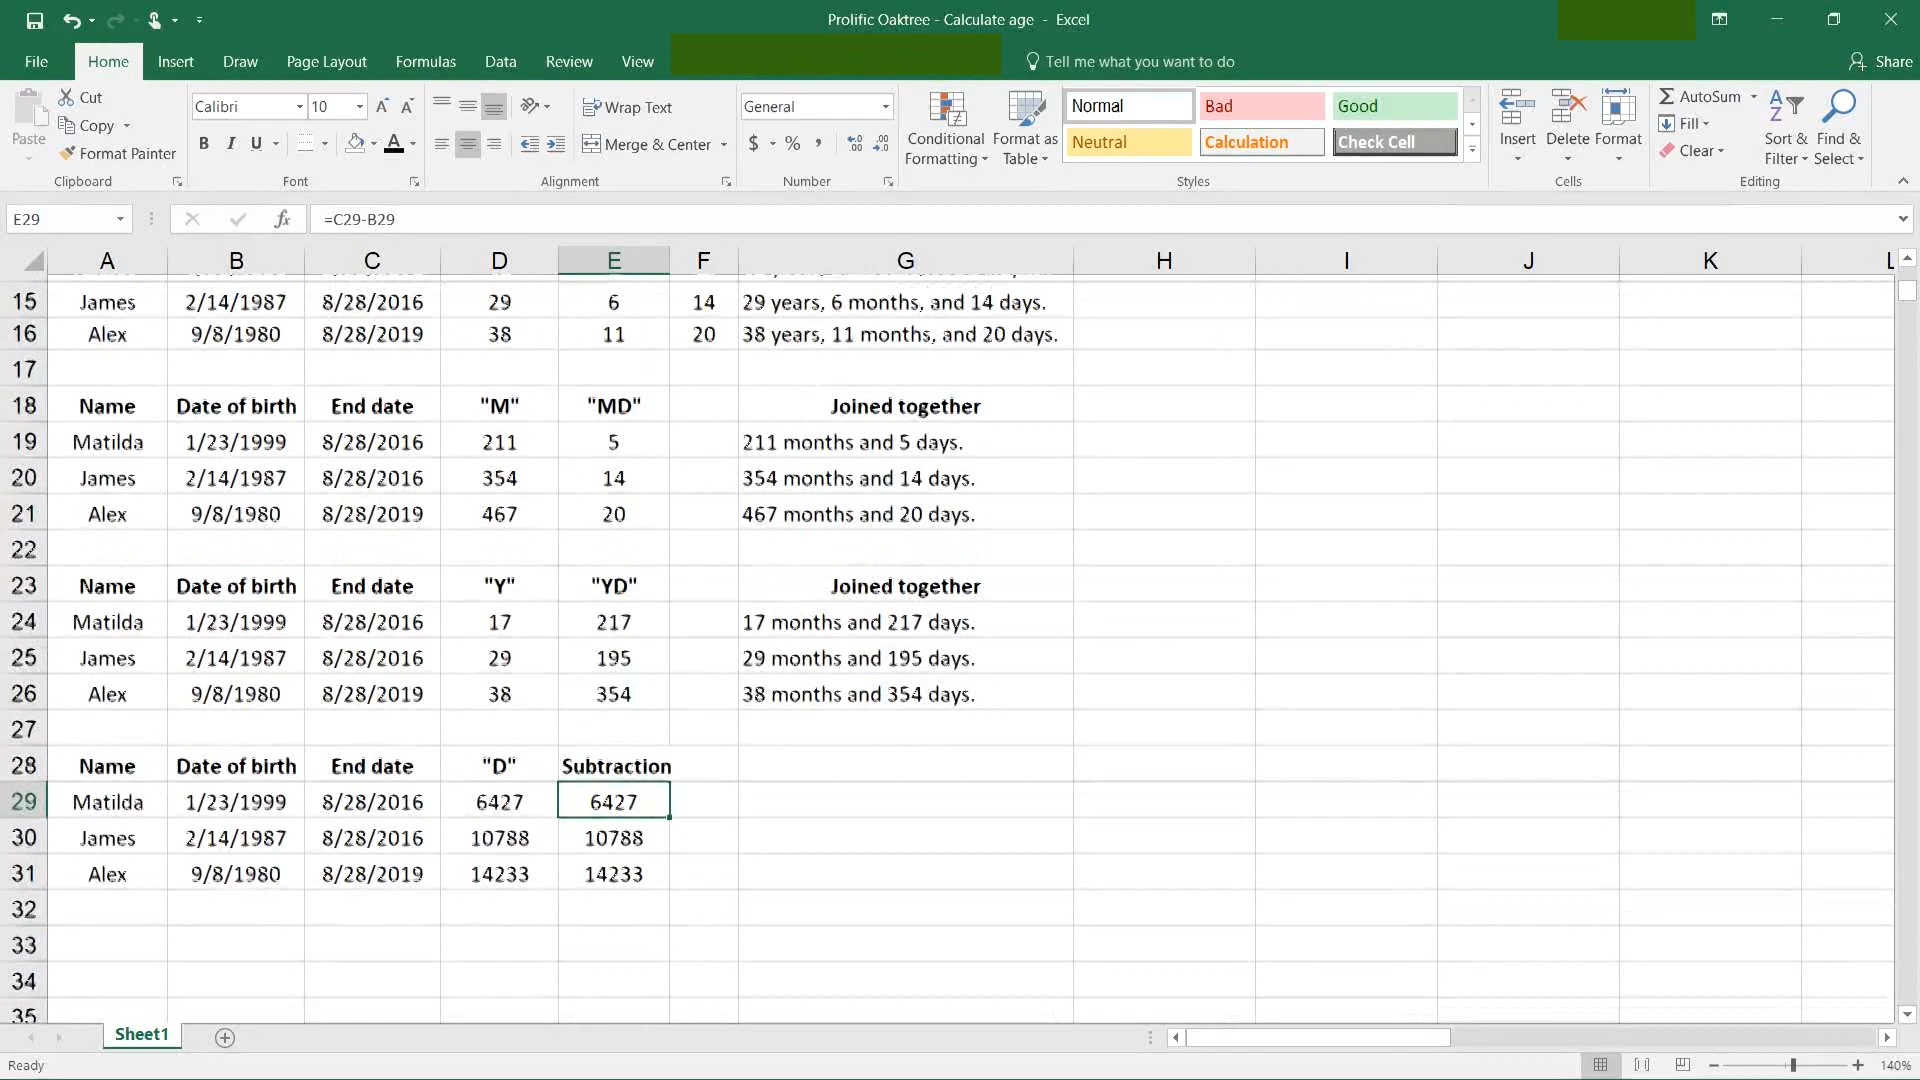 Prolific Oaktree - Calculate age - Excel
File Home Insert Draw Page Layout Formulas Data Review View Tell me what you want to do Share
Paste Cut Copy Format Painter Clipboard
Calibri 10 B I U Font
Wrap Text Merge & Center Alignment
General $ % , Number
Conditional Formatting Format as Table
Normal Bad Good
Neutral Calculation Check Cell
Styles
Insert Delete Format Cells
AutoSum Fill Clear Sort & Filter Find & Select Editing
E29 fx =C29-B29
A B C D E F G H I J K L
15 James 2/14/1987 8/28/2016 29 6 14 29 years, 6 months, and 14 days.
16 Alex 9/8/1980 8/28/2019 38 11 20 38 years, 11 months, and 20 days.
17
18 Name Date of birth End date "M" "MD" Joined together
19 Matilda 1/23/1999 8/28/2016 211 5 211 months and 5 days.
20 James 2/14/1987 8/28/2016 354 14 354 months and 14 days.
21 Alex 9/8/1980 8/28/2019 467 20 467 months and 20 days.
22
23 Name Date of birth End date "Y" "YD" Joined together
24 Matilda 1/23/1999 8/28/2016 17 217 17 months and 217 days.
25 James 2/14/1987 8/28/2016 29 195 29 months and 195 days.
26 Alex 9/8/1980 8/28/2019 38 354 38 months and 354 days.
27
28 Name Date of birth End date "D" Subtraction
29 Matilda 1/23/1999 8/28/2016 6427 6427
30 James 2/14/1987 8/28/2016 10788 10788
31 Alex 9/8/1980 8/28/2019 14233 14233
32
33
34
35
Sheet1
Ready 140%